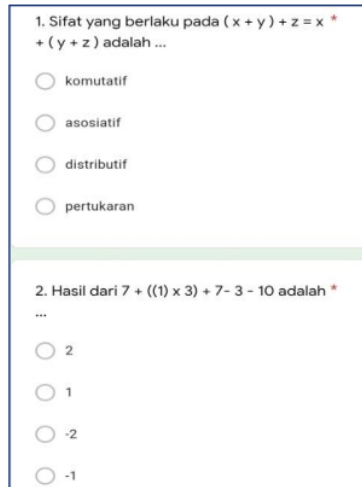 1. Sifat yang berlaku pada ( x + y ) + z = x *
+ ( y + z ) adalah ...
komutatif
asosiatif
distributif
pertukaran
2. Hasil dari 7 + ((1) x 3) + 7- 3 - 10 adalah *
...
2
1
-2
-1